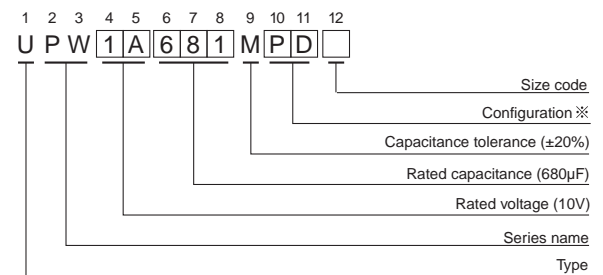 1 2 3 4 5 6 7 8 9 10 11 12
U P W 1 A 6 8 1 M P D
Size code
Configuration ※
Capacitance tolerance (±20%)
Rated capacitance (680µF)
Rated voltage (10V)
Series name
Type